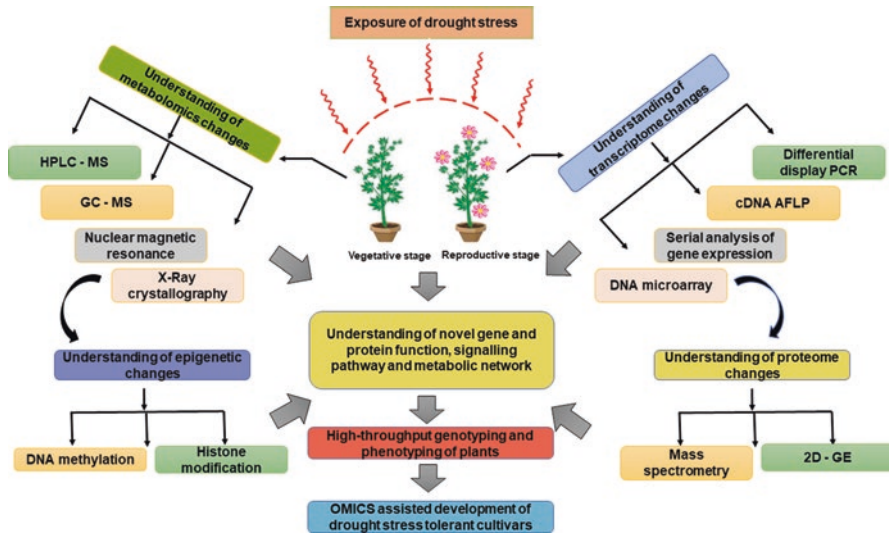 Exposure of drought stress
Understanding of
metabolomics changes
HPLC - MS
GC - MS
Nuclear magnetic
resonance
X-Ray
crystallography
Understanding of epigenetic
changes
DNA methylation
Histone
modification
Vegetative stage
Reproductive stage
Understanding of novel gene and
protein function, signalling
pathway and metabolic network
High-throughput genotyping and
phenotyping of plants
OMICS assisted development of
drought stress tolerant cultivars
Understanding of
transcriptome changes
Differential
display PCR
cDNA AFLP
Serial analysis of
gene expression
DNA microarray
Understanding of proteome
changes
Mass
spectrometry
2D - GE